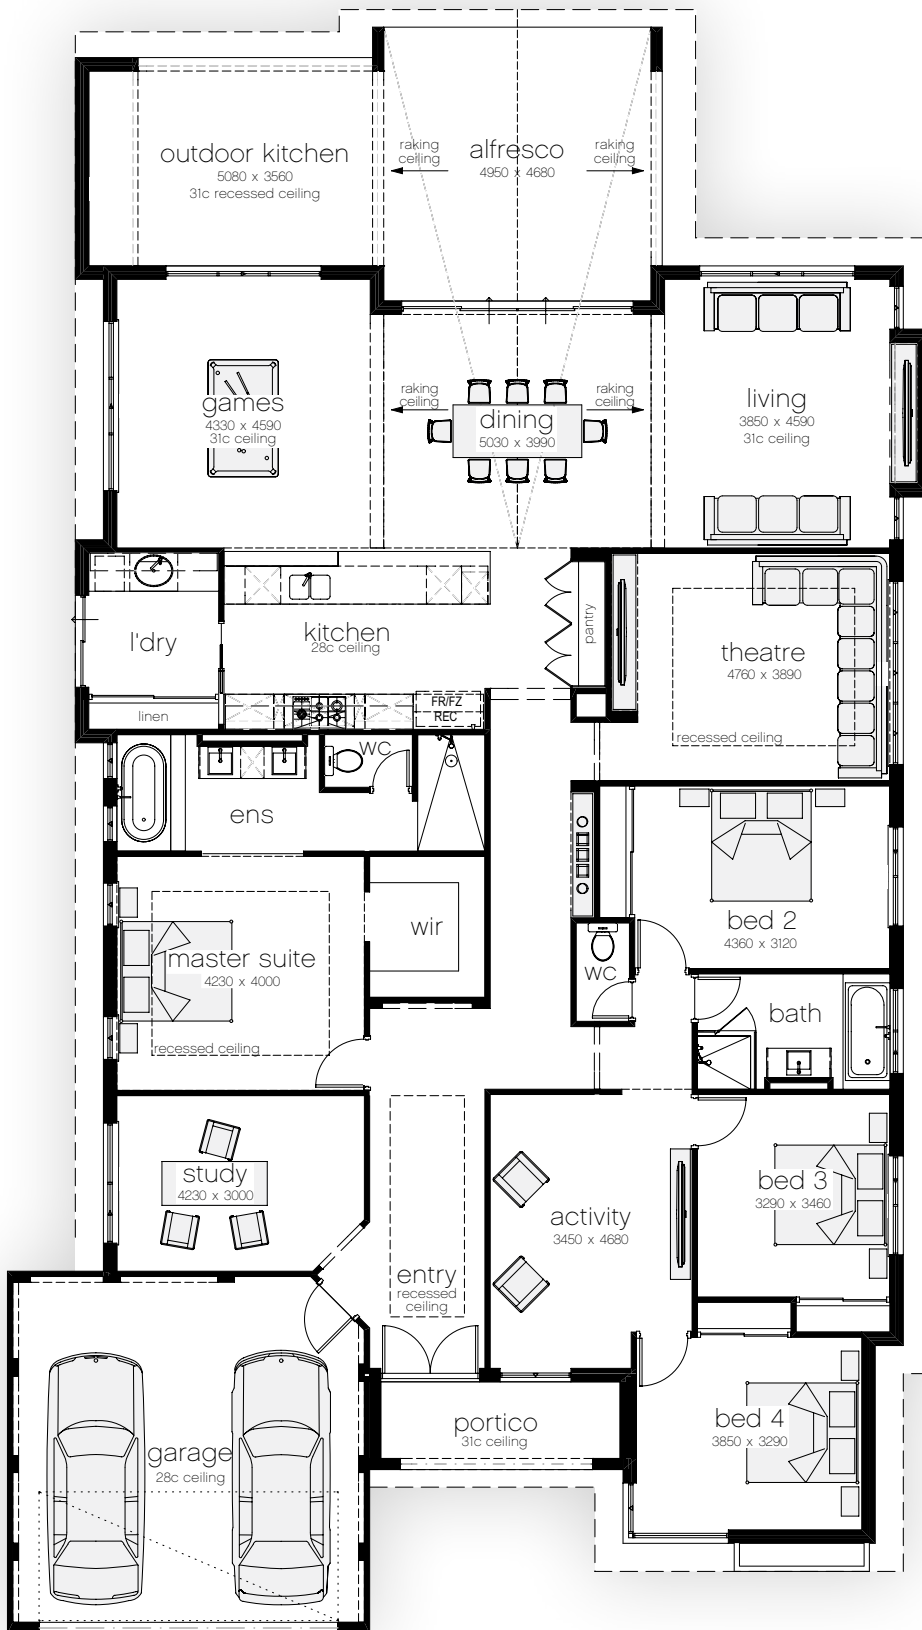 outdoor kitchen
5080 x 3560
31c recessed ceiling
raking
ceiling
alfresco
4950 x 4680
raking
ceiling
games
4330 x 4590
31c ceiling
raking
ceiling
dining
5030 x 3990
raking
ceiling
living
3850 x 4590
31c ceiling
l'dry
linen
kitchen
28c ceiling
FR/FZ
REC
pantry
theatre
4760 x 3890
recessed ceiling
WC
ens
bed 2
4360 x 3120
wir
master suite
4230 x 4000
recessed ceiling
WC
bath
study
4230 x 3000
bed 3
3290 x 3460
activity
3450 x 4680
entry
recessed
ceiling
portico
31c ceiling
bed 4
3850 x 3290
garage
28c ceiling